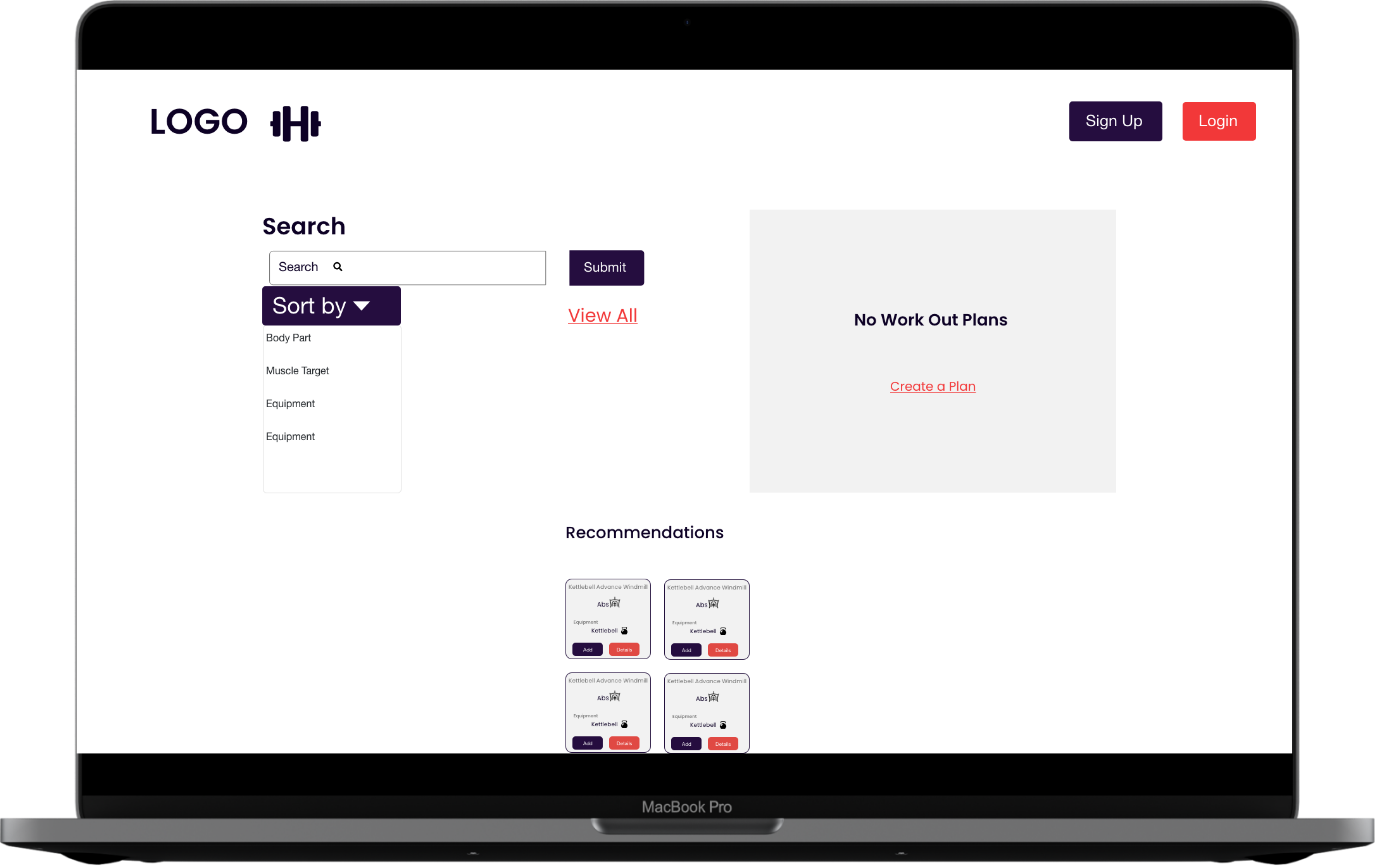 LOGO
Sign Up
Login
Search
Search
Submit
Sort by
View All
Body Part
Muscle Target
Equipment
Equipment
No Work Out Plans
Create a Plan
Recommendations
Kettlebell Advance Windmill
Abs
Equipment
Kettlebell
Add
Details
Kettlebell Advance Windmill
Abs
Equipment
Kettlebell
Add
Details
Kettlebell Advance Windmill
Abs
Equipment
Kettlebell
Add
Details
Kettlebell Advance Windmill
Abs
Equipment
Kettlebell
Add
Details
MacBook Pro